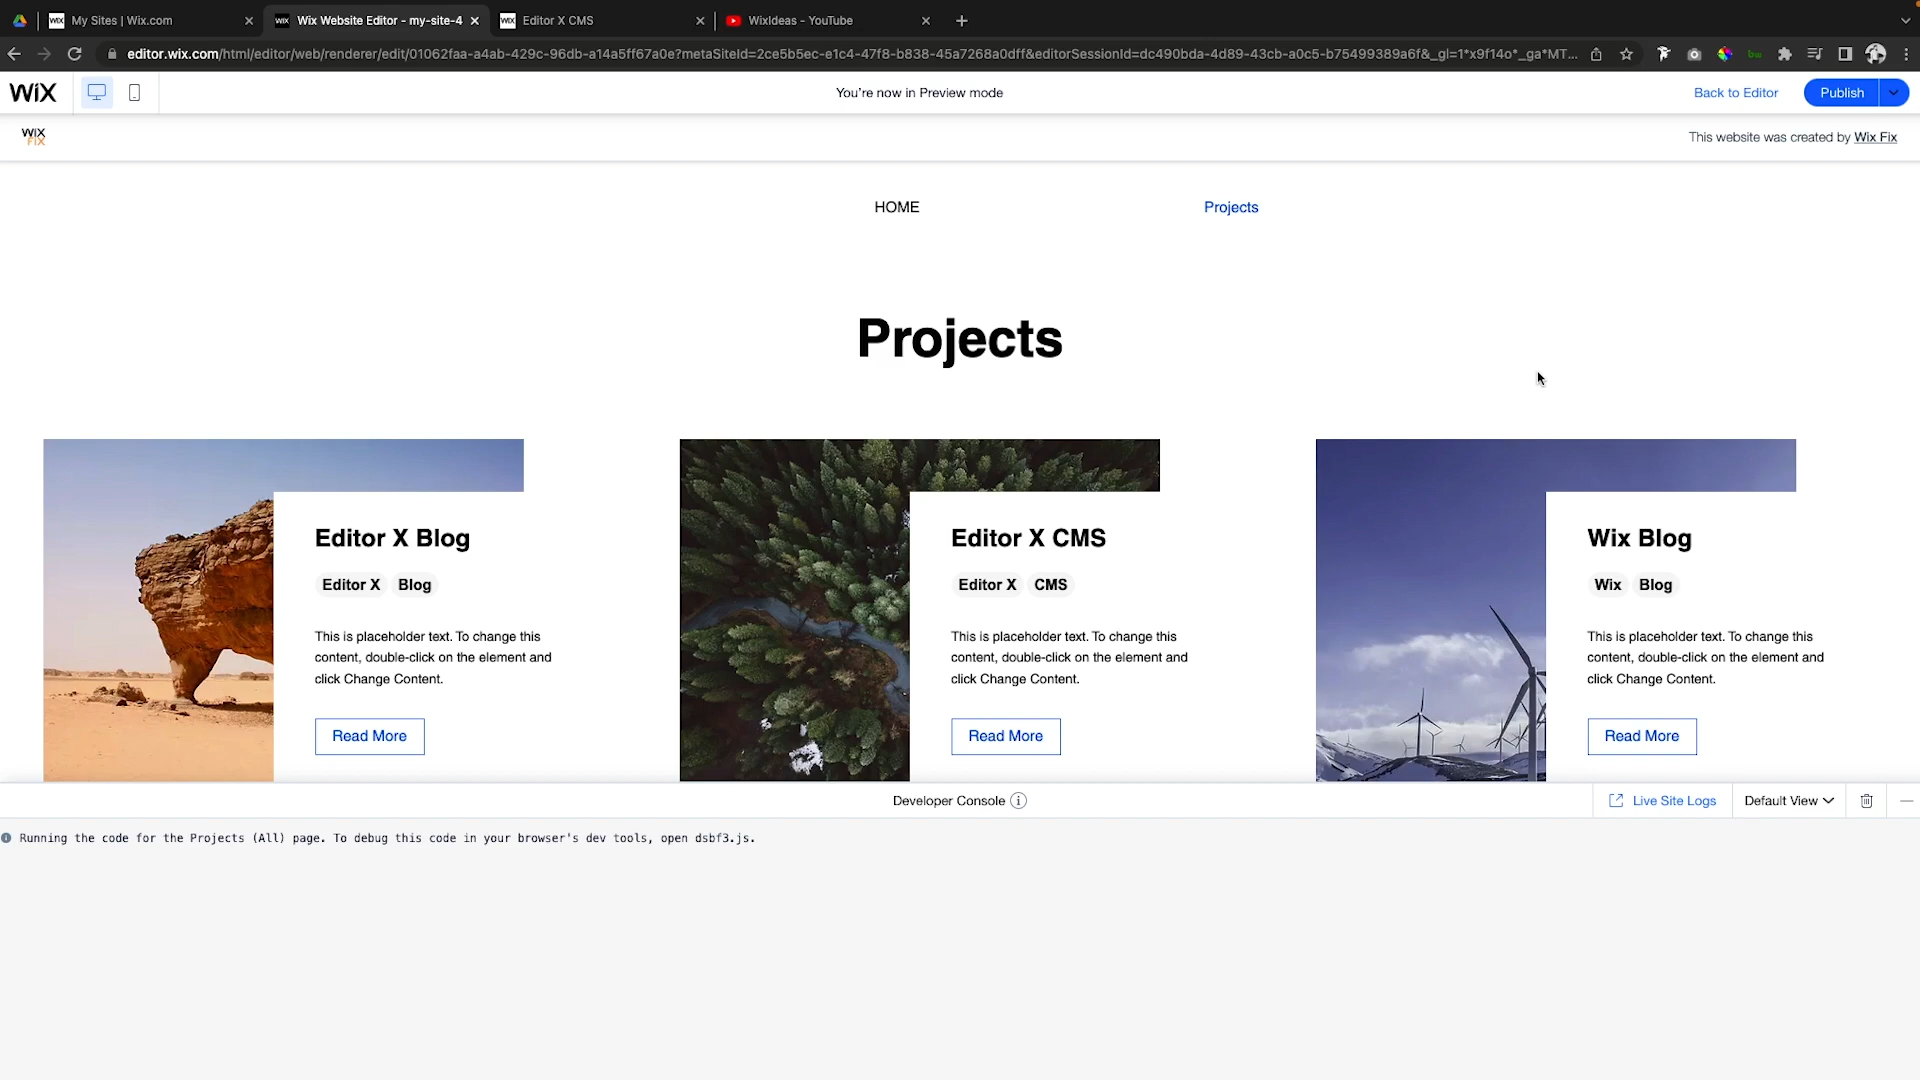 My Sites | Wix.com
Wix Website Editor - my-site-4
Editor X CMS
WixIdeas - YouTube
editor.wix.com/html/editor/web/renderer/edit/01062faa-a4ab-429c-96db-a14a5ff67a0e?metaSiteId=2ce5b5ec-e1c4-47f8-b838-45a7268a0dff&editorSessionId=dc490bda-4d89-43cb-a0c5-b75499389a6f&_gl=1*x9f14o*_ga*MT...
WiX
You're now in Preview mode
Back to Editor
Publish
WiX
FIX
This website was created by Wix Fix
HOME
Projects
Projects
Editor X Blog
Editor X Blog
This is placeholder text. To change this
content, double-click on the element and
click Change Content.
Read More
Editor X CMS
Editor X CMS
This is placeholder text. To change this
content, double-click on the element and
click Change Content.
Read More
Wix Blog
Wix Blog
This is placeholder text. To change this
content, double-click on the element and
click Change Content.
Read More
Developer Console
Live Site Logs
Default View
Running the code for the Projects (All) page. To debug this code in your browser's dev tools, open dsbf3.js.